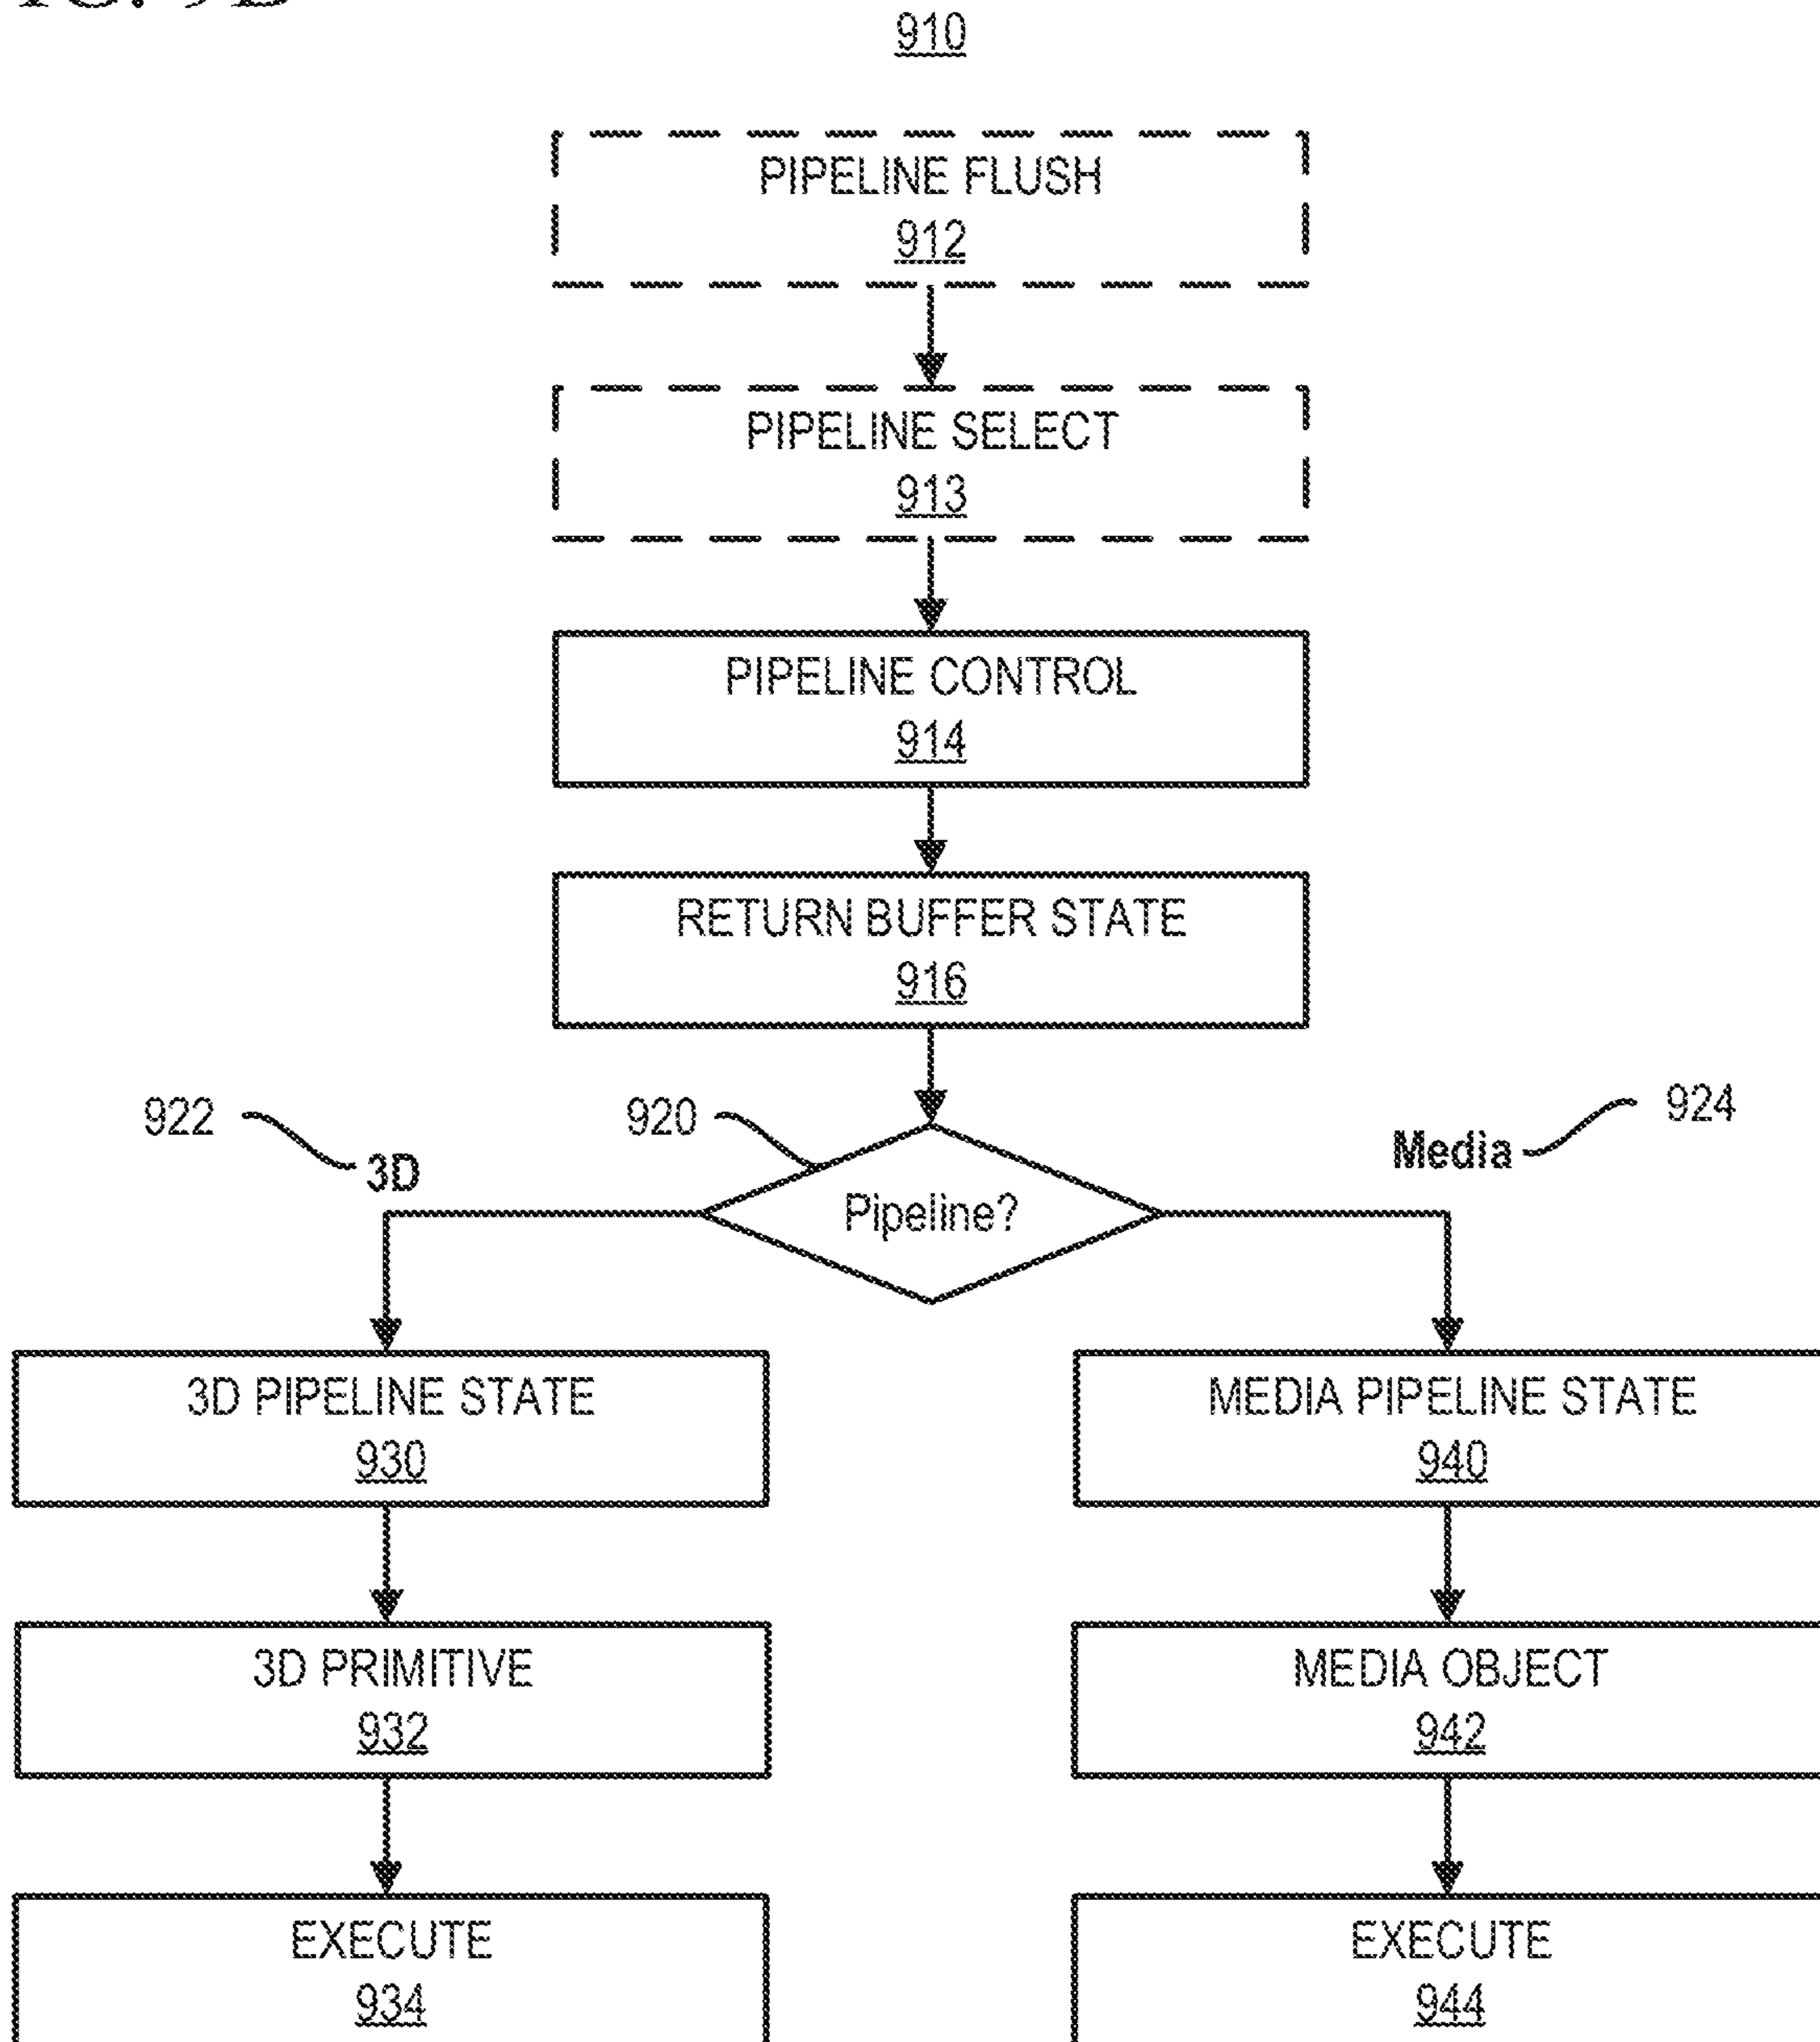 910
PIPELINE FLUSH
912
PIPELINE SELECT
913
PIPELINE CONTROL
914
RETURN BUFFER STATE
916
922
920
924
3D
Media
Pipeline?
3D PIPELINE STATE
930
MEDIA PIPELINE STATE
940
3D PRIMITIVE
932
MEDIA OBJECT
942
EXECUTE
934
EXECUTE
944